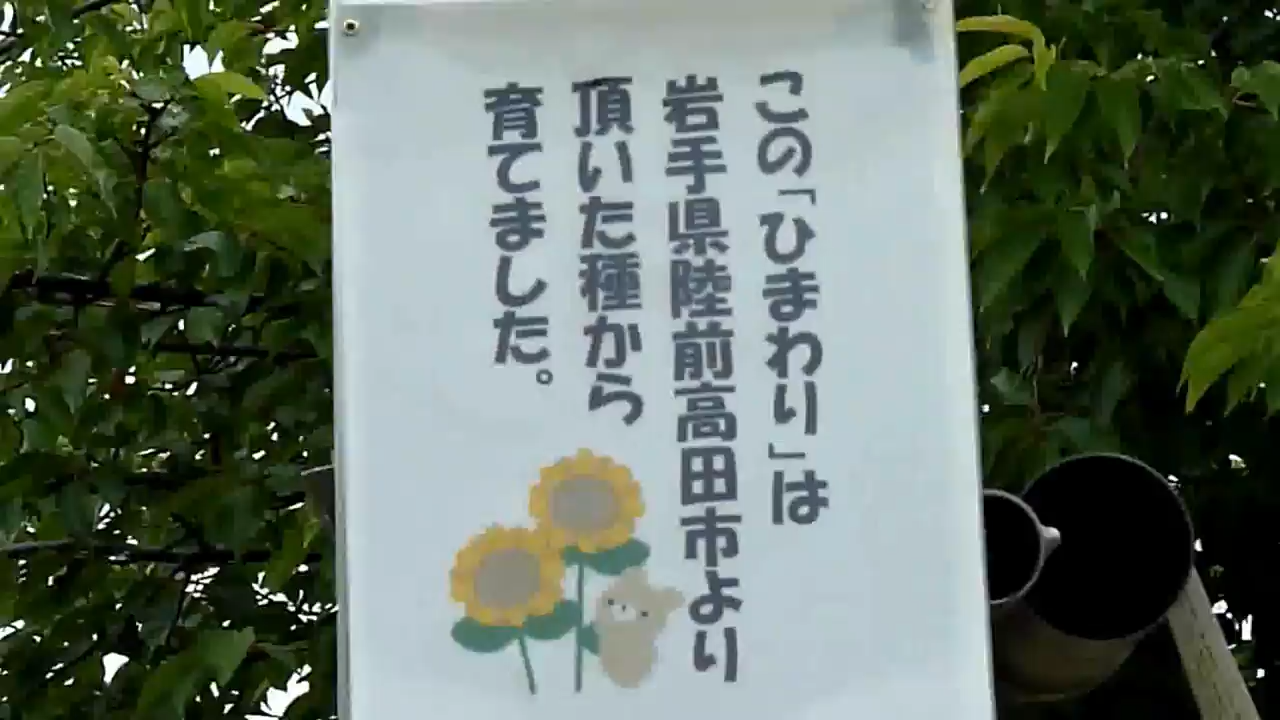 この「ひまわり」は
岩手県陸前高田市より
頂いた種から
育てました。